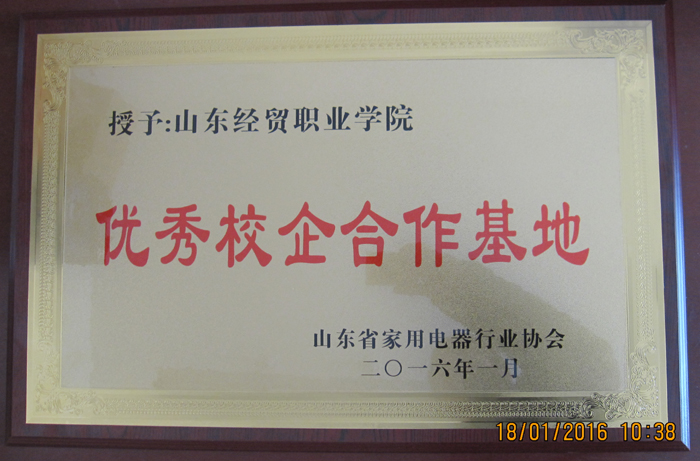 授予:山东经贸职业学院
优秀校企合作基地
山东省家用电器行业协会
二〇一六年一月
18/01/2016 10:38